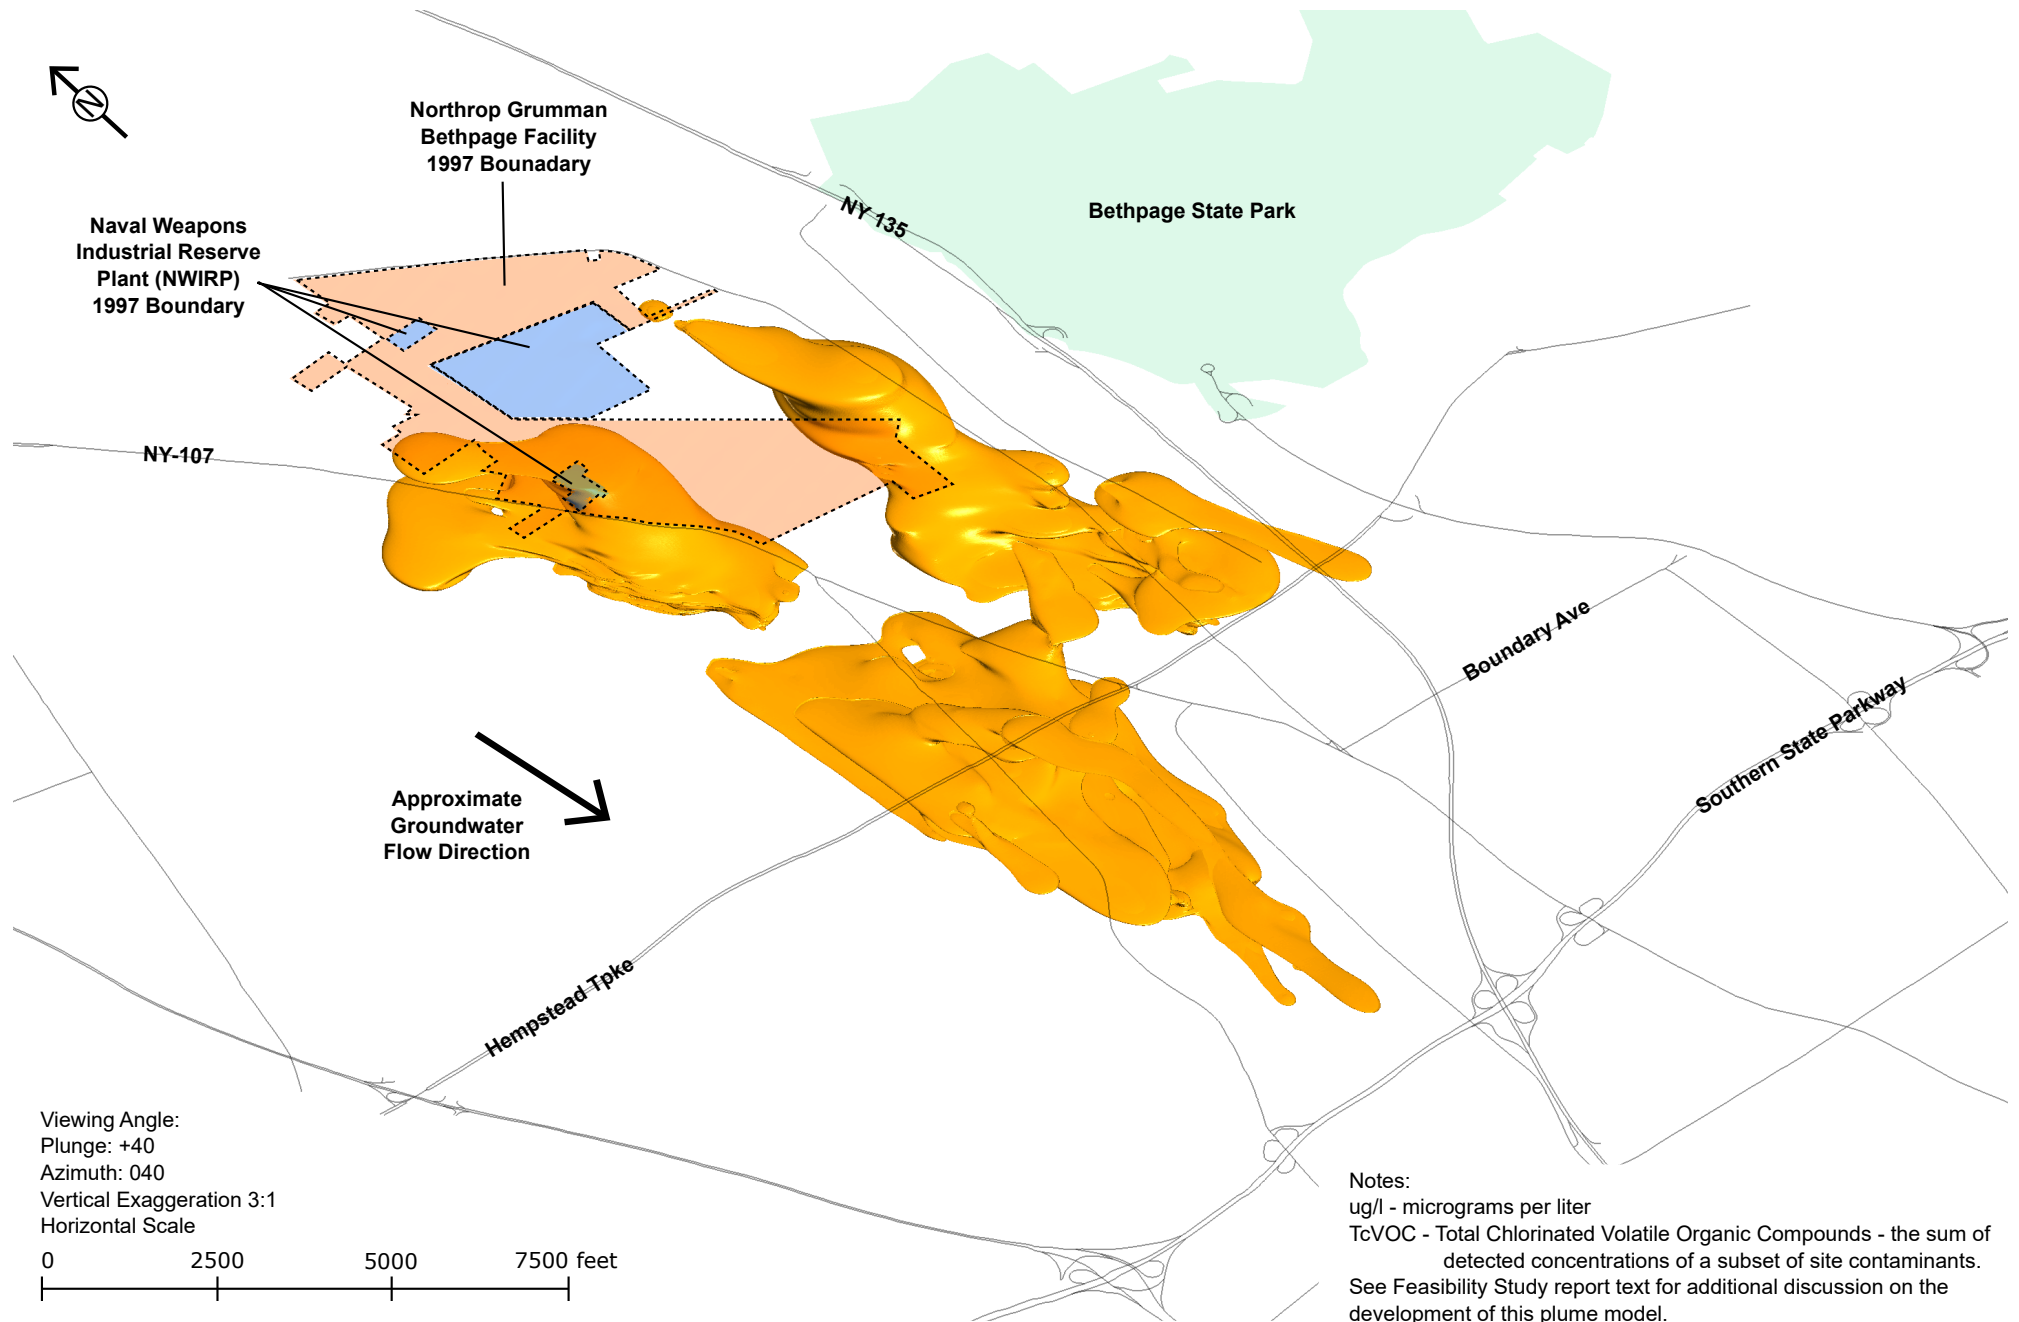 N
Northrop Grumman
Bethpage Facility
1997 Bounadary
Naval Weapons
Industrial Reserve
Plant (NWIRP)
1997 Boundary
Bethpage State Park
NY 135
NY-107
Boundary Ave
Southern State Parkway
Approximate
Groundwater
Flow Direction
Hempstead Tpke
Viewing Angle:
Plunge: +40
Azimuth: 040
Vertical Exaggeration 3:1
Horizontal Scale
0 2500 5000 7500 feet
Notes:
ug/l - micrograms per liter
TcVOC - Total Chlorinated Volatile Organic Compounds - the sum of
detected concentrations of a subset of site contaminants.
See Feasibility Study report text for additional discussion on the
development of this plume model.